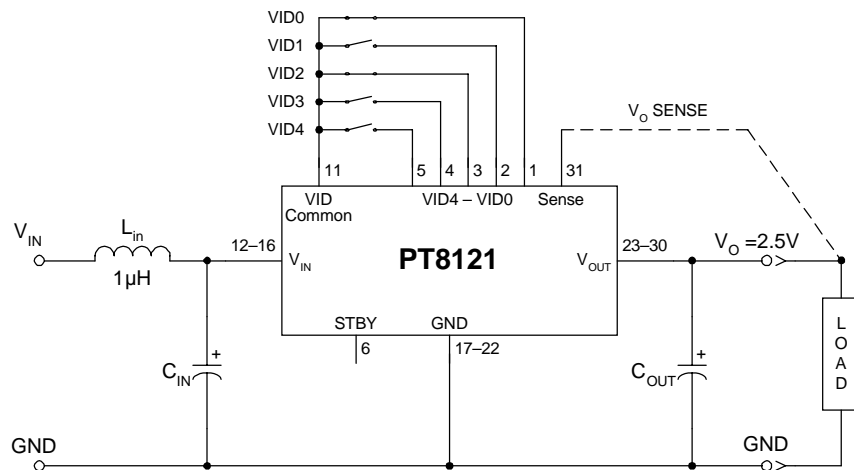 VID0
VID1
VID2
VID3
VID4
V_O SENSE
11
5 4 3 2 1 31
VID
Common
VID4 – VID0
Sense
V_IN
L_in
1µH
12–16
V_IN
PT8121
V_OUT
23–30
V_O =2.5V
STBY
GND
6
17–22
C_IN
+
C_OUT
+
LOAD
GND
GND